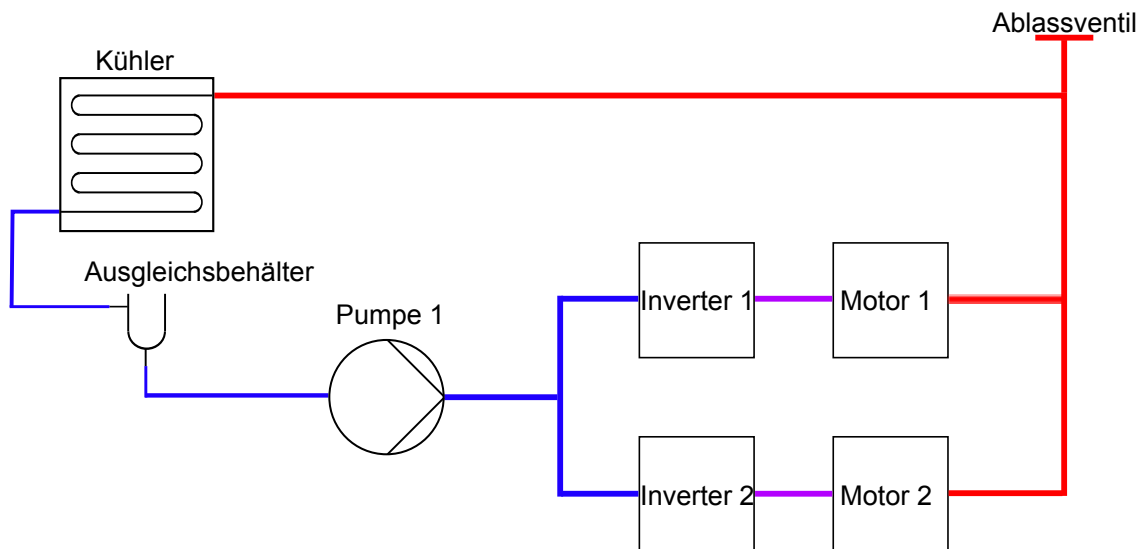 Ablassventil
Kühler
Ausgleichsbehälter
Pumpe 1
Inverter 1
Motor 1
Inverter 2
Motor 2